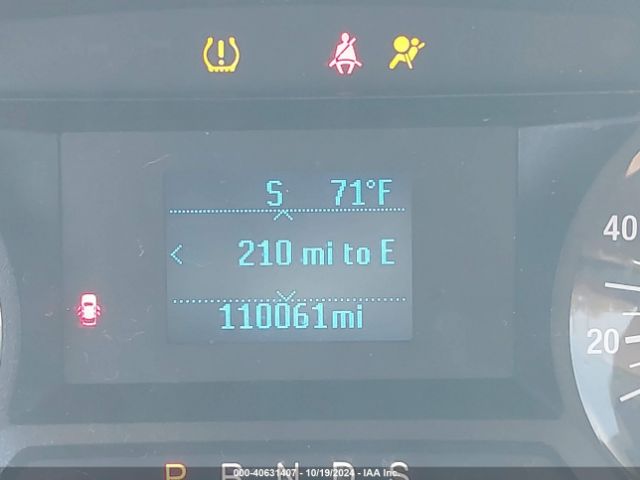 S 71°F
< 210 mi to E
40
110061mi
20
P R N D S
000-40631407 - 10/19/2024 - IAA Inc.